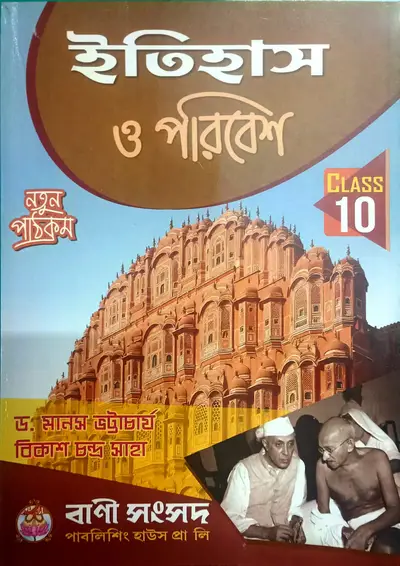 ইতিহাস
ও পরিবেশ
CLASS
10
নতুন
পাঠক্রম
ড. মানস ভট্টাচার্য
বিকাশ চন্দ্র সাহা
বাণী সংসদ
পাবলিশিং হাউস প্রা লি